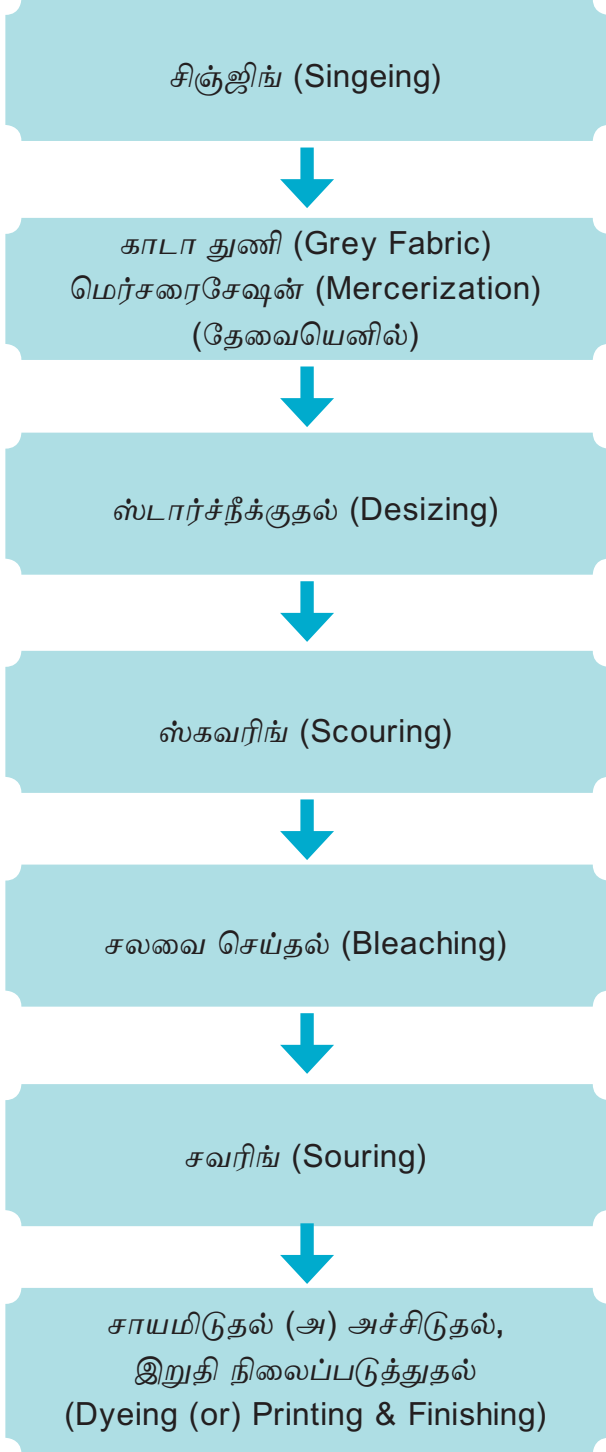 சிஞ்ஜிங் (Singeing)
காடா துணி (Grey Fabric)
மெர்சரைசேஷன் (Mercerization)
(தேவையெனில்)
ஸ்டார்ச்நீக்குதல் (Desizing)
ஸ்கவரிங் (Scouring)
சலவை செய்தல் (Bleaching)
சவரிங் (Souring)
சாயமிடுதல் (அ) அச்சிடுதல்,
இறுதி நிலைப்படுத்துதல்
(Dyeing (or) Printing & Finishing)